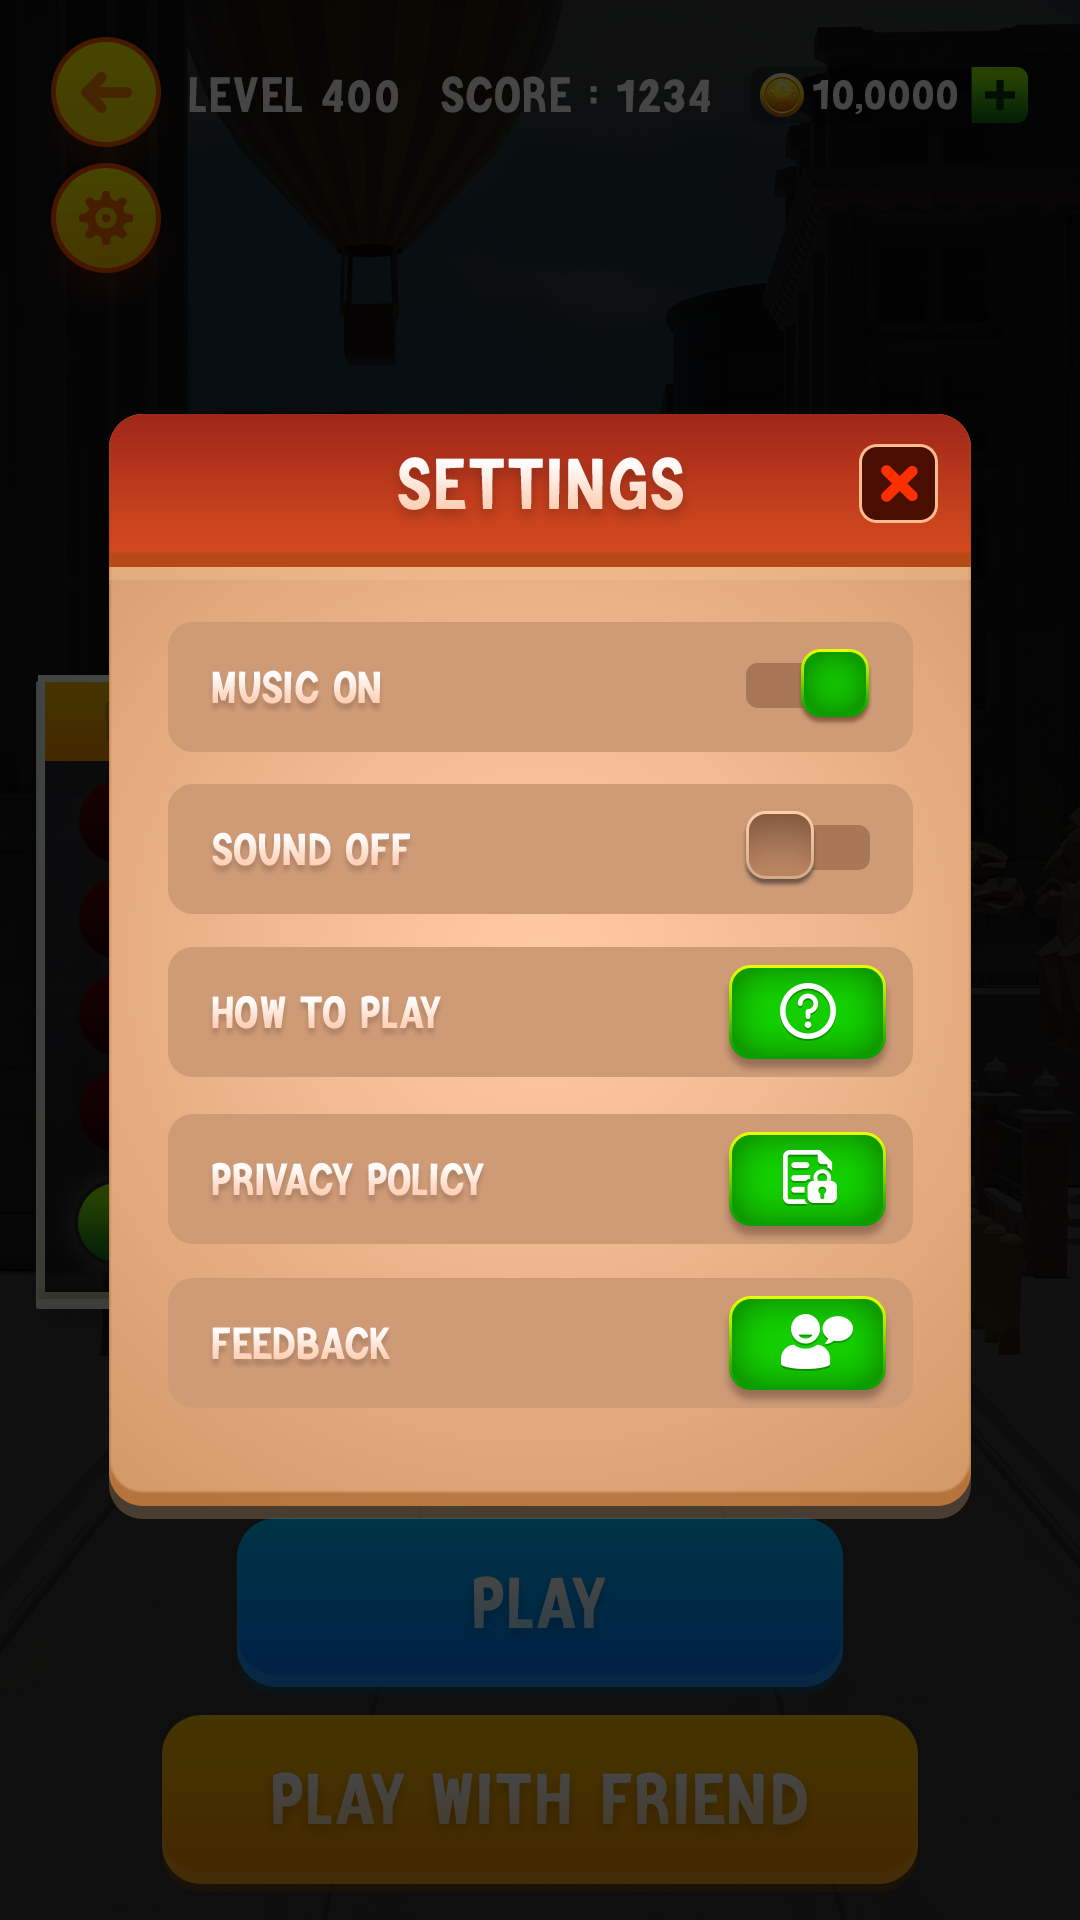 LEVEL 400 SCORE : 1234 10,0000
SETTINGS
MUSIC ON
SOUND OFF
HOW TO PLAY
PRIVACY POLICY
FEEDBACK
PLAY
PLAY WITH FRIEND